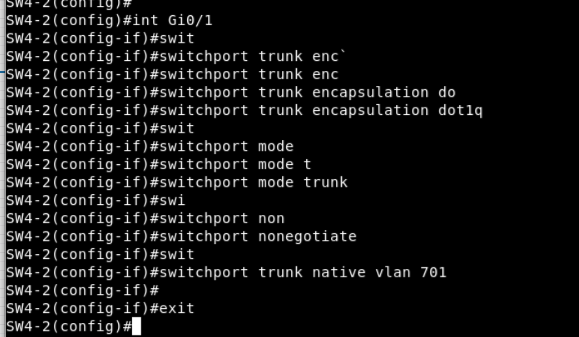 SW4-2(config)#
SW4-2(config)#int Gi0/1
SW4-2(config-if)#swit
SW4-2(config-if)#switchport trunk enc`
SW4-2(config-if)#switchport trunk enc
SW4-2(config-if)#switchport trunk encapsulation do
SW4-2(config-if)#switchport trunk encapsulation dot1q
SW4-2(config-if)#swit
SW4-2(config-if)#switchport mode
SW4-2(config-if)#switchport mode t
SW4-2(config-if)#switchport mode trunk
SW4-2(config-if)#swi
SW4-2(config-if)#switchport non
SW4-2(config-if)#switchport nonegotiate
SW4-2(config-if)#swit
SW4-2(config-if)#switchport trunk native vlan 701
SW4-2(config-if)#
SW4-2(config-if)#exit
SW4-2(config)#